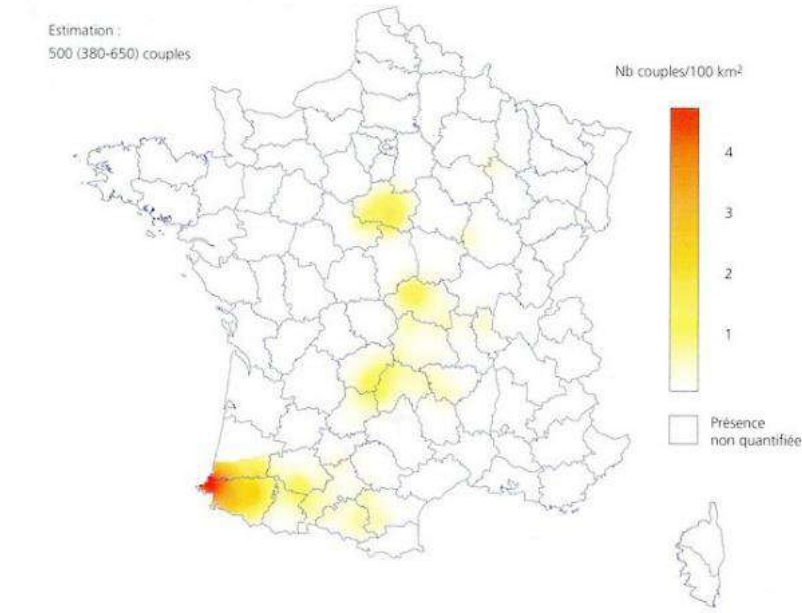 Estimation :
500 (380-650) couples
Nb couples/100 km²
4
3
2
1
Présence
non quantifiée